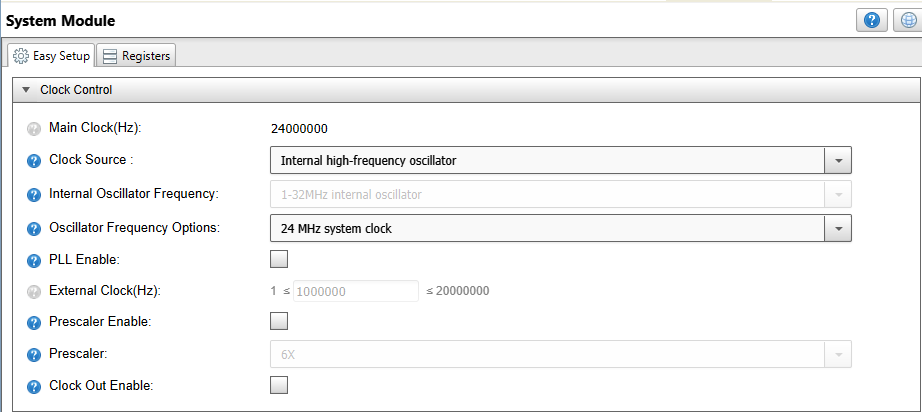 System Module
Easy Setup Registers
Clock Control
Main Clock(Hz): 24000000
Clock Source : Internal high-frequency oscillator
Internal Oscillator Frequency: 1-32MHz internal oscillator
Oscillator Frequency Options: 24 MHz system clock
PLL Enable:
External Clock(Hz): 1 ≤ 1000000 ≤ 20000000
Prescaler Enable:
Prescaler: 6X
Clock Out Enable: